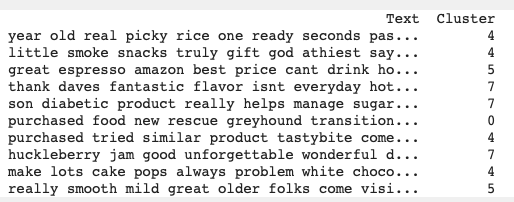 Text Cluster
year old real picky rice one ready seconds pas... 4
little smoke snacks truly gift god athiest say... 4
great espresso amazon best price cant drink ho... 5
thank daves fantastic flavor isnt everyday hot... 7
son diabetic product really helps manage sugar... 7
purchased food new rescue greyhound transition... 0
purchased tried similar product tastybite come... 4
huckleberry jam good unforgettable wonderful d... 7
make lots cake pops always problem white choco... 4
really smooth mild great older folks come visi... 5